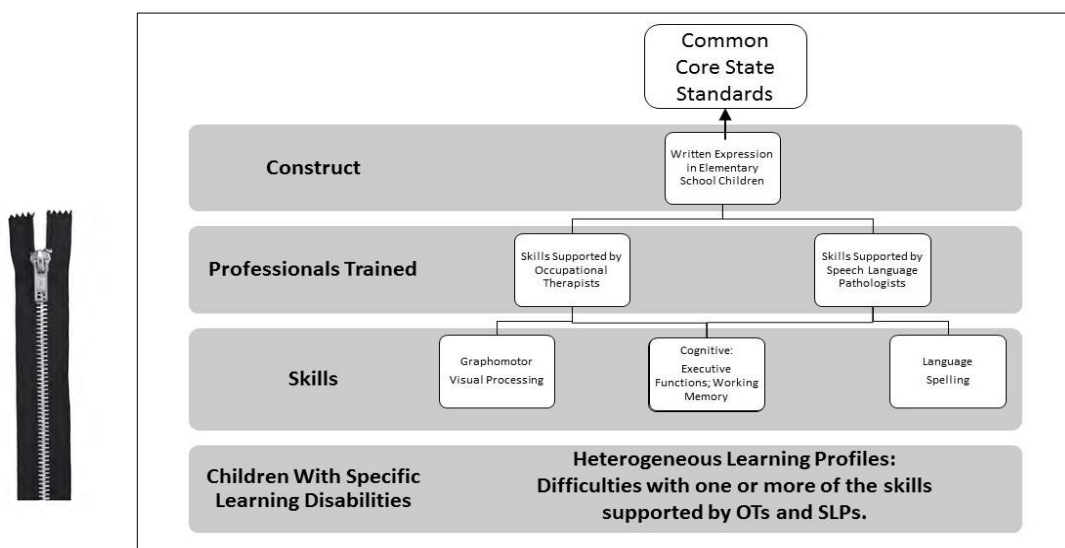 Common
Core State
Standards
Construct
Written Expression
in Elementary
School Children
Professionals Trained
Skills Supported by
Occupational
Therapists
Skills Supported by
Speech Language
Pathologists
Skills
Graphomotor
Visual Processing
Cognitive:
Executive
Functions; Working
Memory
Language
Spelling
Children With Specific
Learning Disabilities
Heterogeneous Learning Profiles:
Difficulties with one or more of the skills
supported by OTs and SLPs.